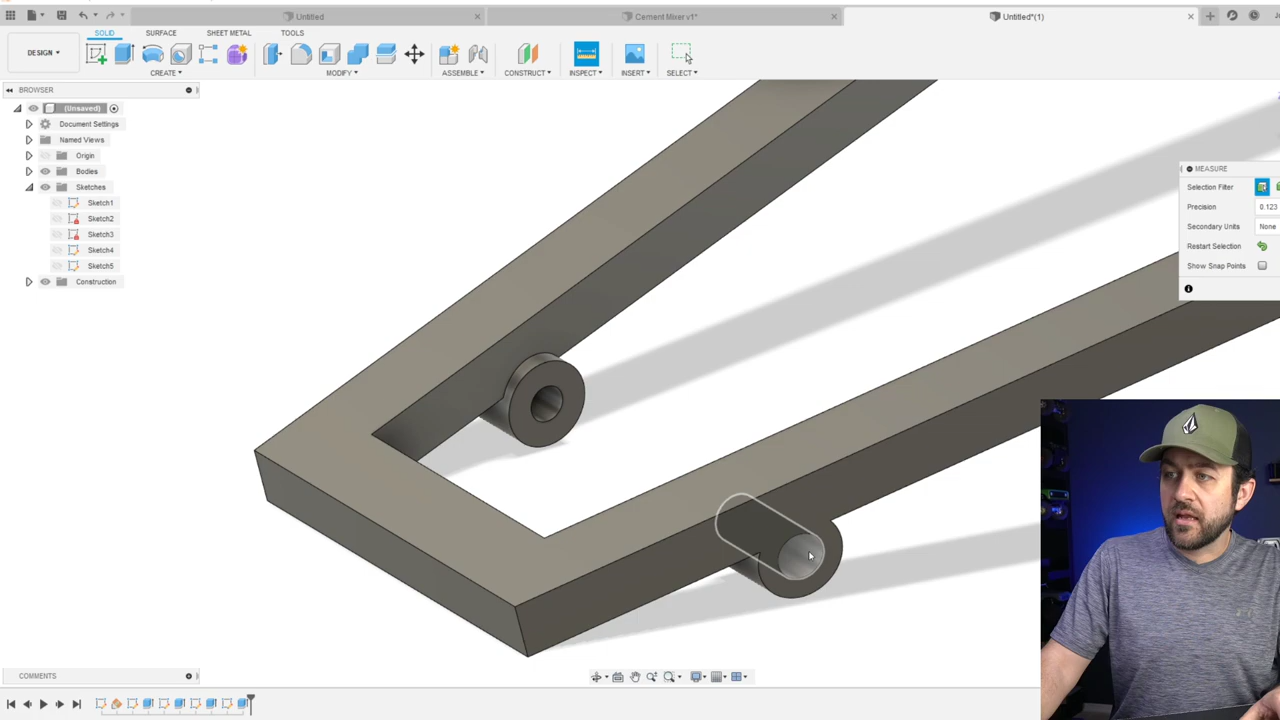 Untitled
Cement Mixer v1*
Untitled*(1)
DESIGN
SOLID
SURFACE
SHEET METAL
TOOLS
CREATE
MODIFY
ASSEMBLE
CONSTRUCT
INSPECT
INSERT
SELECT
BROWSER
(Unsaved)
Document Settings
Named Views
Origin
Bodies
Sketches
Sketch1
Sketch2
Sketch3
Sketch4
Sketch5
Construction
MEASURE
Selection Filter
Precision 0.123
Secondary Units None
Restart Selection
Show Snap Points
COMMENTS